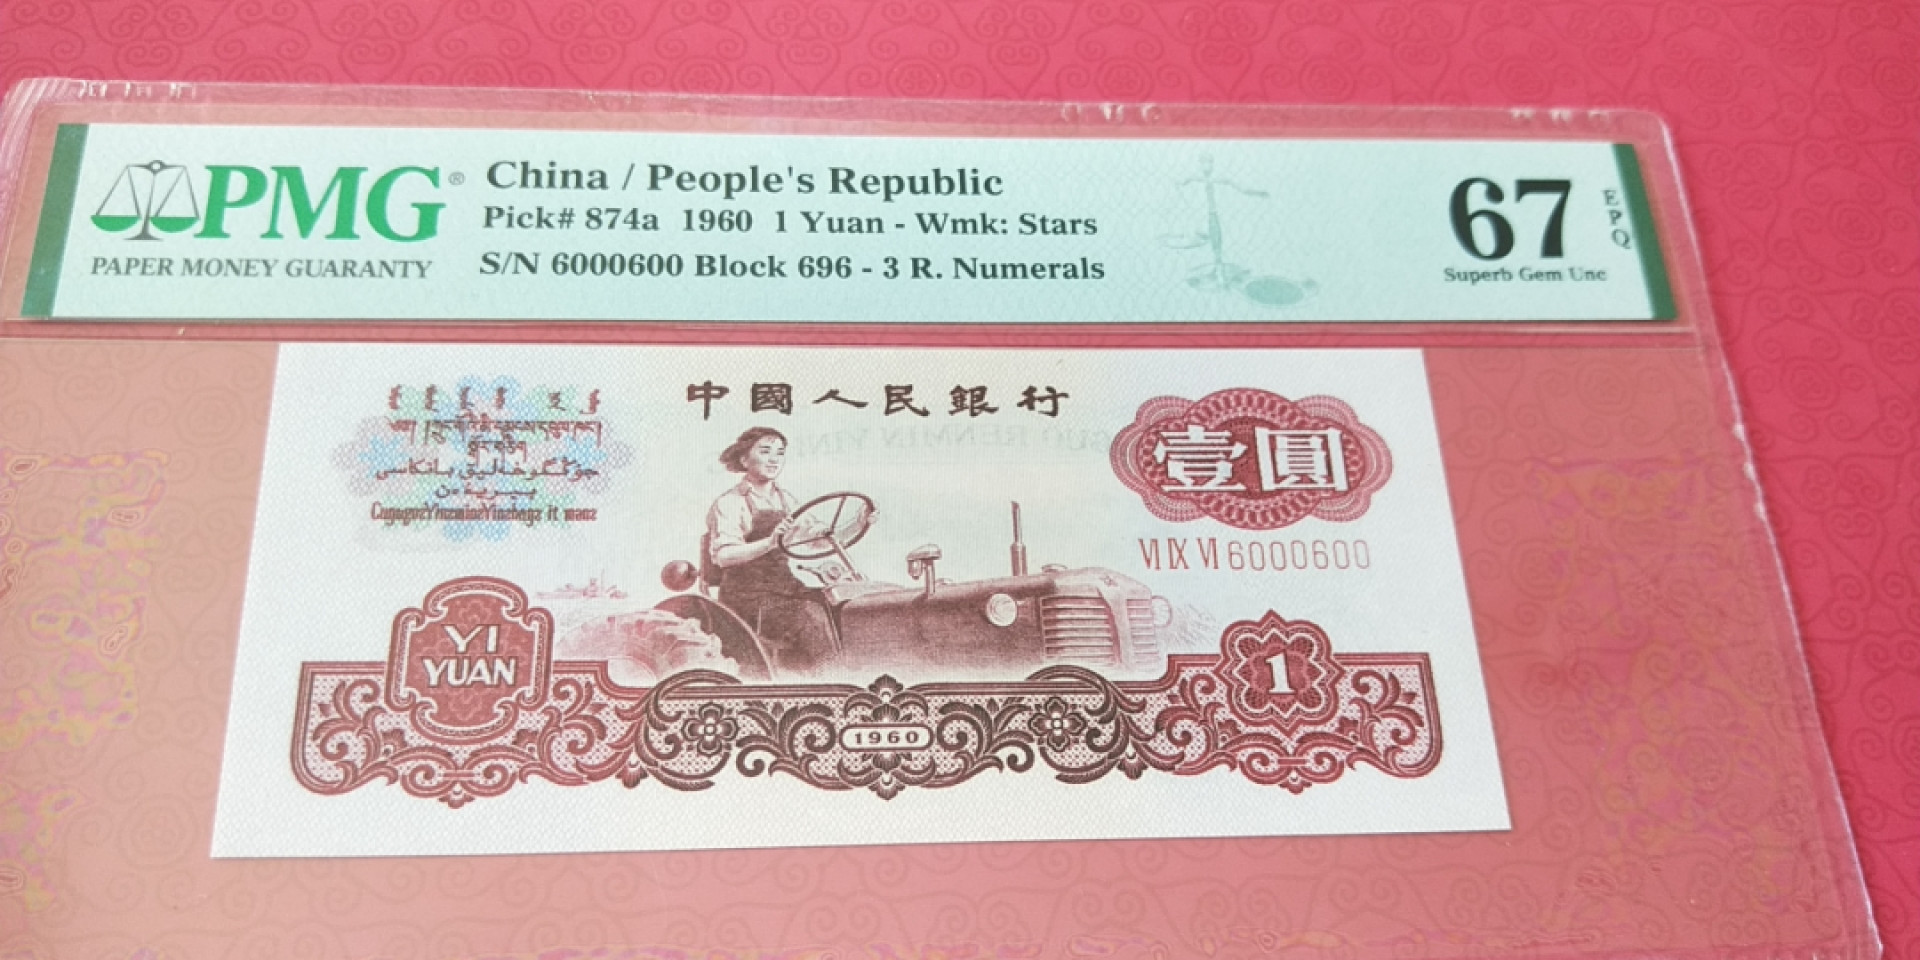 PMG®
PAPER MONEY GUARANTY
China / People's Republic
Pick# 874a 1960 1 Yuan - Wmk: Stars
S/N 6000600 Block 696 - 3 R. Numerals
67
EPQ
Superb Gem Unc
中國人民銀行
壹圓
VI IX VI 6000600
YI
YUAN
1960
1